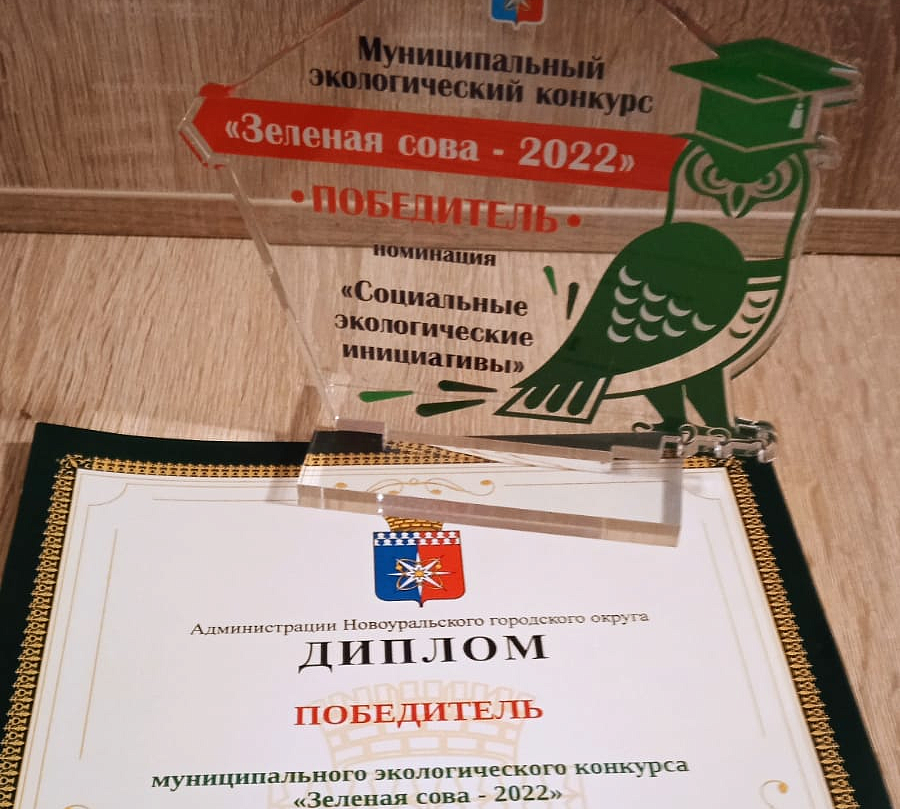 Муниципальный
экологический конкурс
«Зеленая сова - 2022»
• ПОБЕДИТЕЛЬ •
номинация
«Социальные
экологические
инициативы»
Администрации Новоуральского городского округа
ДИПЛОМ
ПОБЕДИТЕЛЬ
муниципального экологического конкурса
«Зеленая сова - 2022»